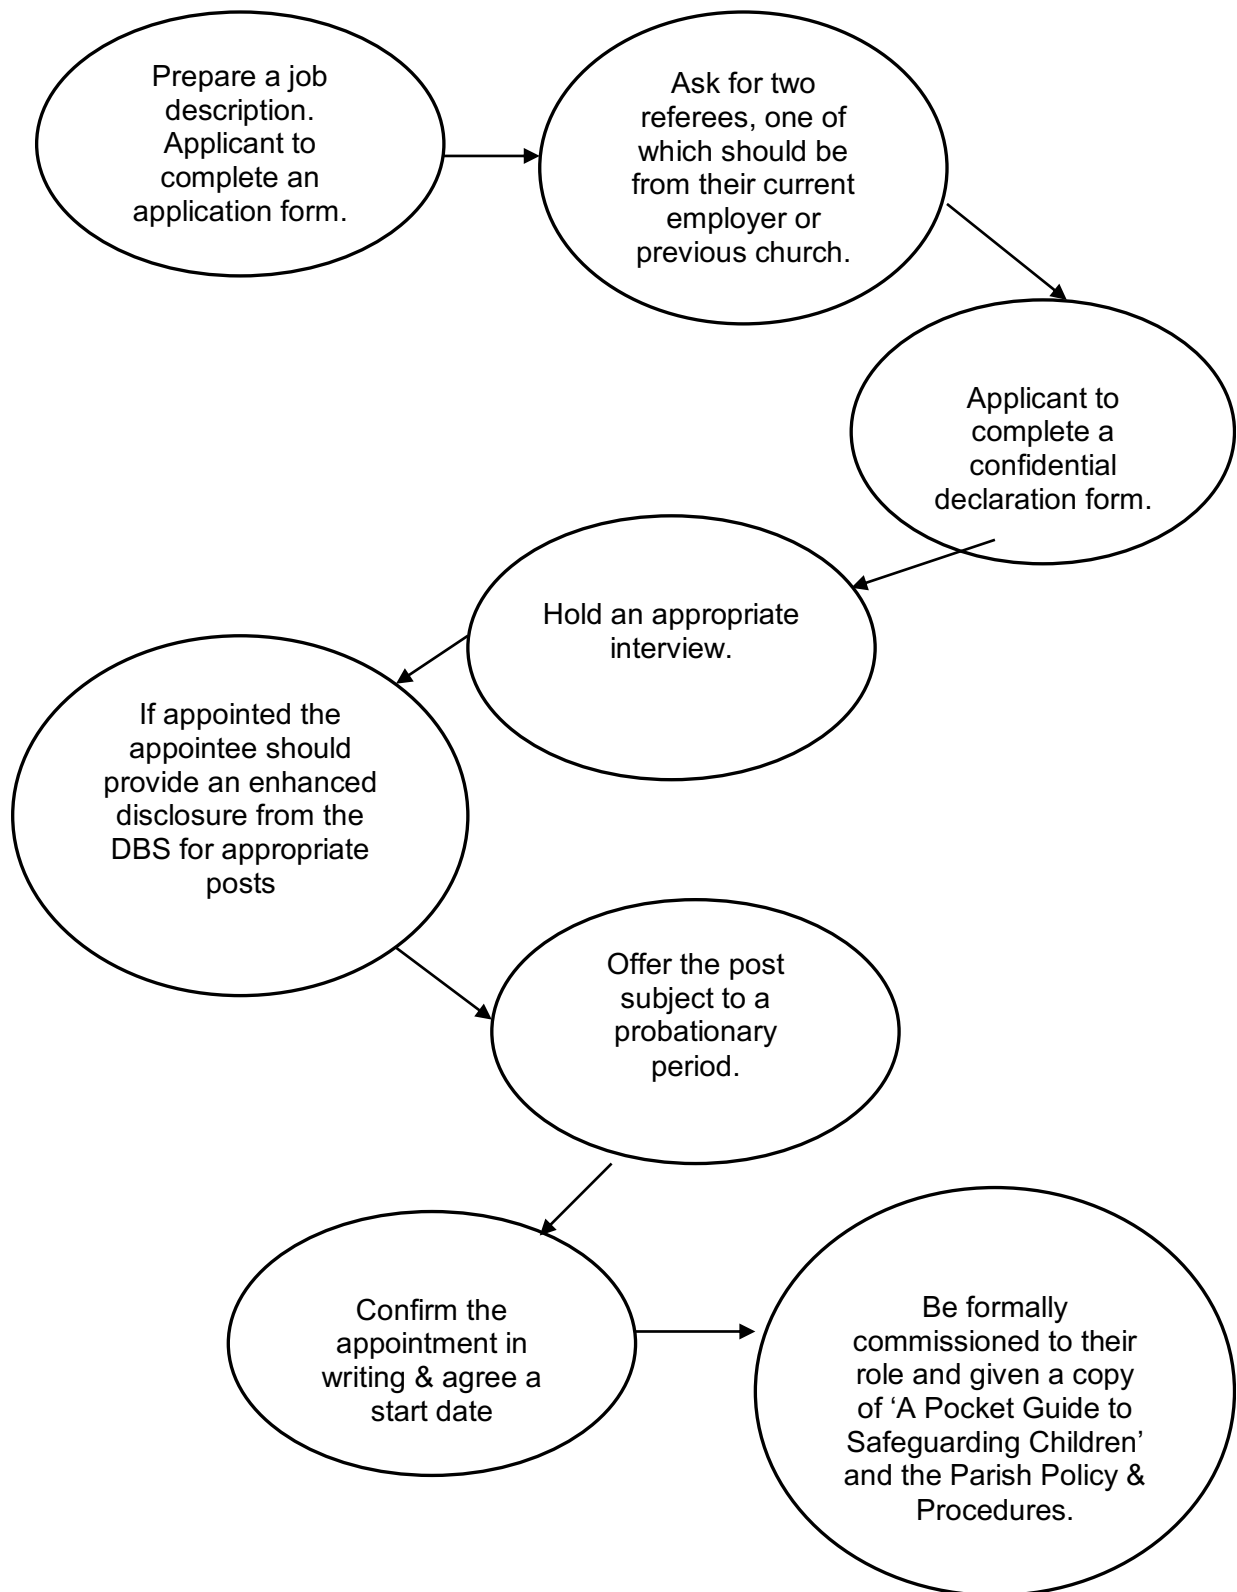 Prepare a job
description.
Applicant to
complete an
application form.
Ask for two
referees, one of
which should be
from their current
employer or
previous church.
Applicant to
complete a
confidential
declaration form.
Hold an appropriate
interview.
If appointed the
appointee should
provide an enhanced
disclosure from the
DBS for appropriate
posts
Offer the post
subject to a
probationary
period.
Confirm the
appointment in
writing & agree a
start date
Be formally
commissioned to their
role and given a copy
of ‘A Pocket Guide to
Safeguarding Children’
and the Parish Policy &
Procedures.